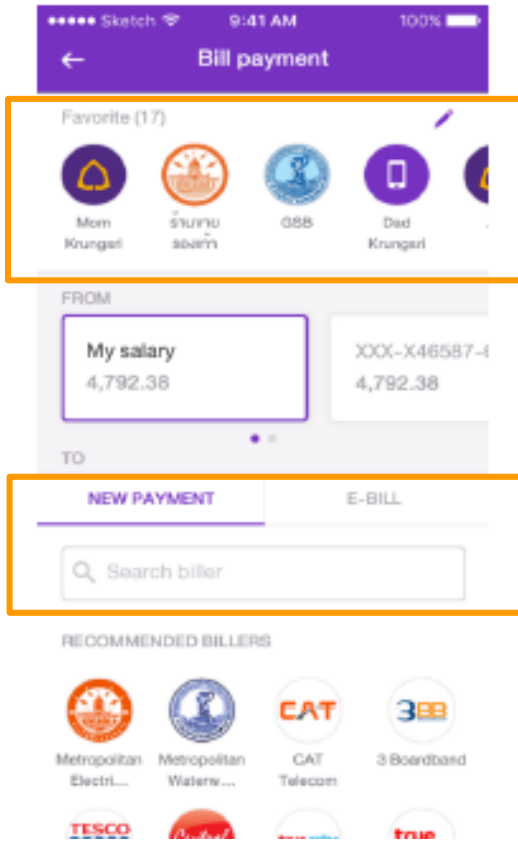 Sketch 9:41 AM 100%
Bill payment
Favorite (17)
Mom
Krungsri
GSB
Dad
Krungsri
FROM
My salary
4,792.38
XXX-X46587-6
4,792.38
TO
NEW PAYMENT E-BILL
Search biller
RECOMMENDED BILLERS
CAT
3BB
Metropolitan
Electri...
Metropolitan
Waterw...
CAT
Telecom
3 Boardband
TESCO
Central
true